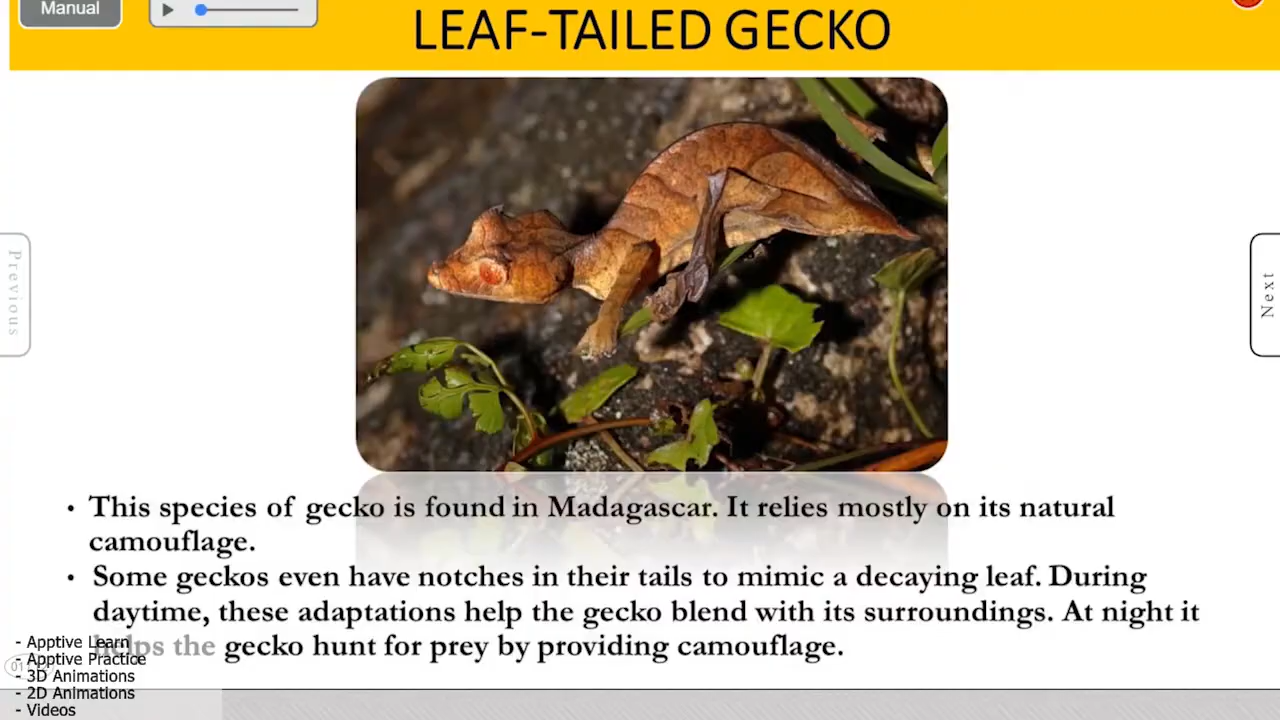 Manual
LEAF-TAILED GECKO
Previous
Next
• This species of gecko is found in Madagascar. It relies mostly on its natural
camouflage.
• Some geckos even have notches in their tails to mimic a decaying leaf. During
daytime, these adaptations help the gecko blend with its surroundings. At night it
helps the gecko hunt for prey by providing camouflage.
- Apptive Learn
- Apptive Practice
- 3D Animations
- 2D Animations
- Videos